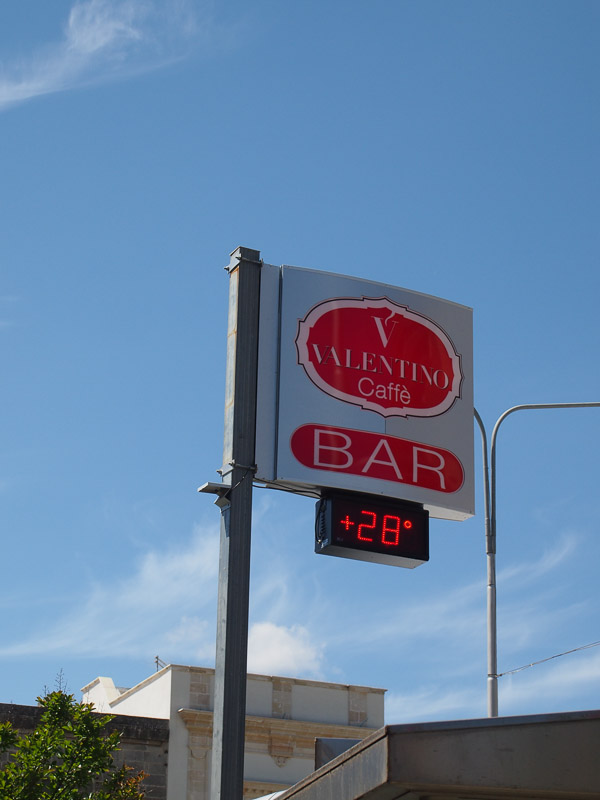 V
VALENTINO
Caffè
BAR
+28°